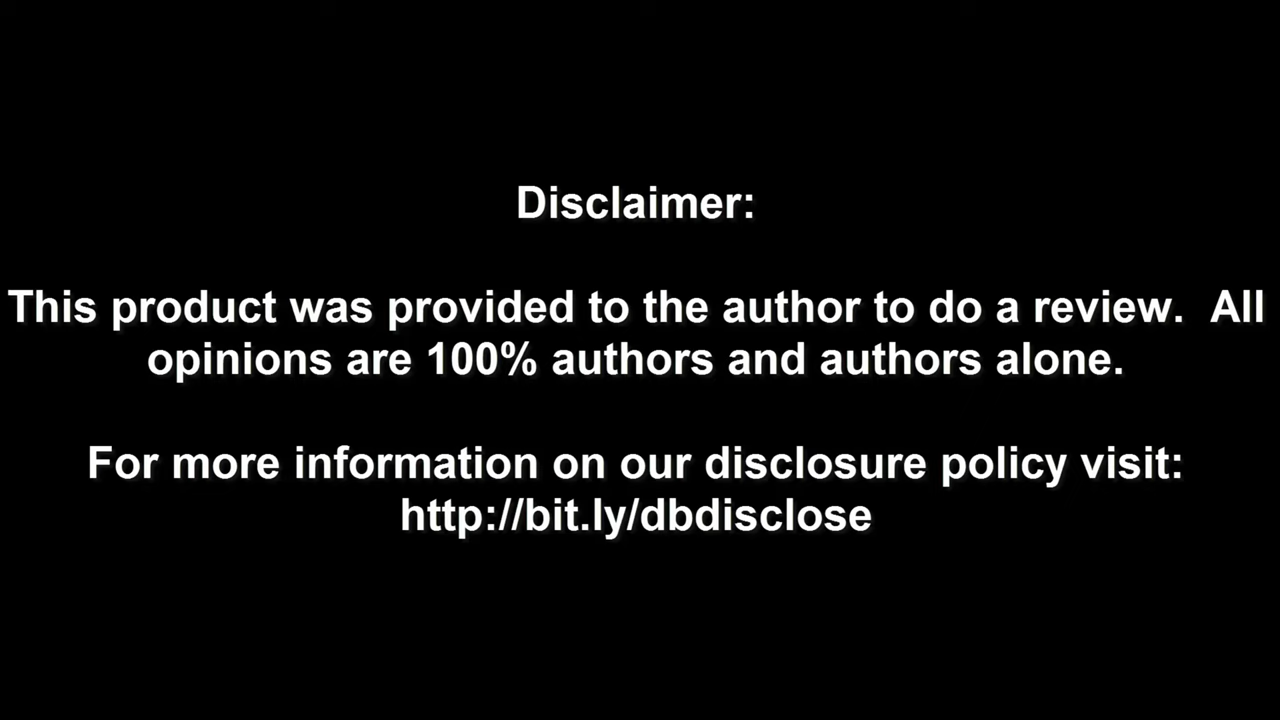 Disclaimer:
This product was provided to the author to do a review.  All
opinions are 100% authors and authors alone.
For more information on our disclosure policy visit:
http://bit.ly/dbdisclose